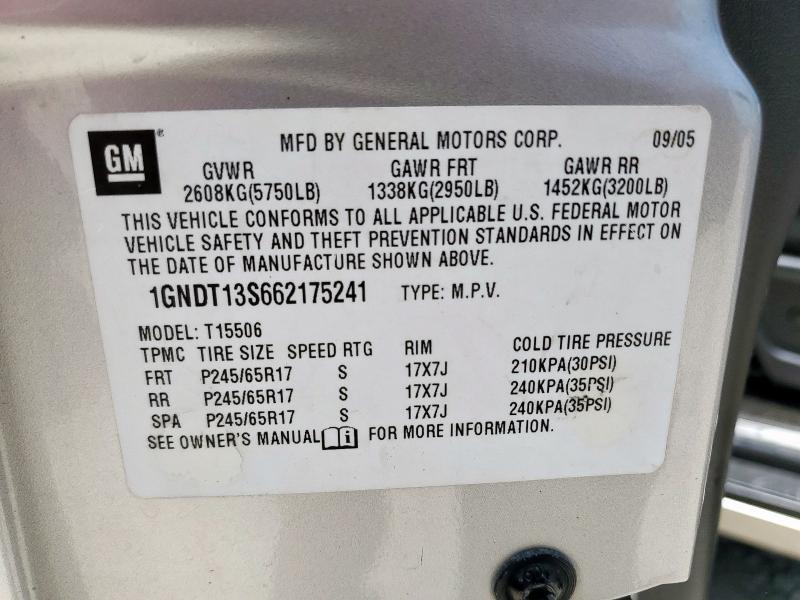 GM
MFD BY GENERAL MOTORS CORP. 09/05
GVWR GAWR FRT GAWR RR
2608KG(5750LB) 1338KG(2950LB) 1452KG(3200LB)
THIS VEHICLE CONFORMS TO ALL APPLICABLE U.S. FEDERAL MOTOR
VEHICLE SAFETY AND THEFT PREVENTION STANDARDS IN EFFECT ON
THE DATE OF MANUFACTURE SHOWN ABOVE.
1GNDT13S662175241 TYPE: M.P.V.
MODEL: T15506
TPMC TIRE SIZE SPEED RTG RIM COLD TIRE PRESSURE
FRT P245/65R17 S 17X7J 210KPA(30PSI)
RR P245/65R17 S 17X7J 240KPA(35PSI)
SPA P245/65R17 S 17X7J 240KPA(35PSI)
SEE OWNER'S MANUAL FOR MORE INFORMATION.